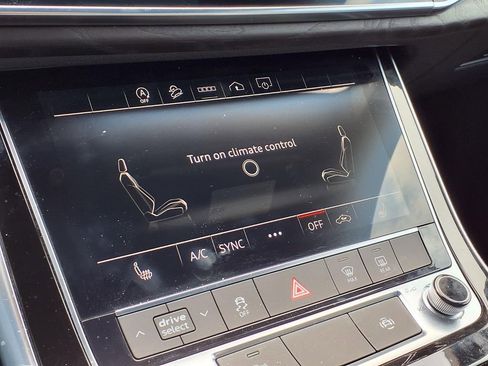 A
OFF
Turn on climate control
A/C SYNC ••• OFF
OFF
MAX REAR
drive
select